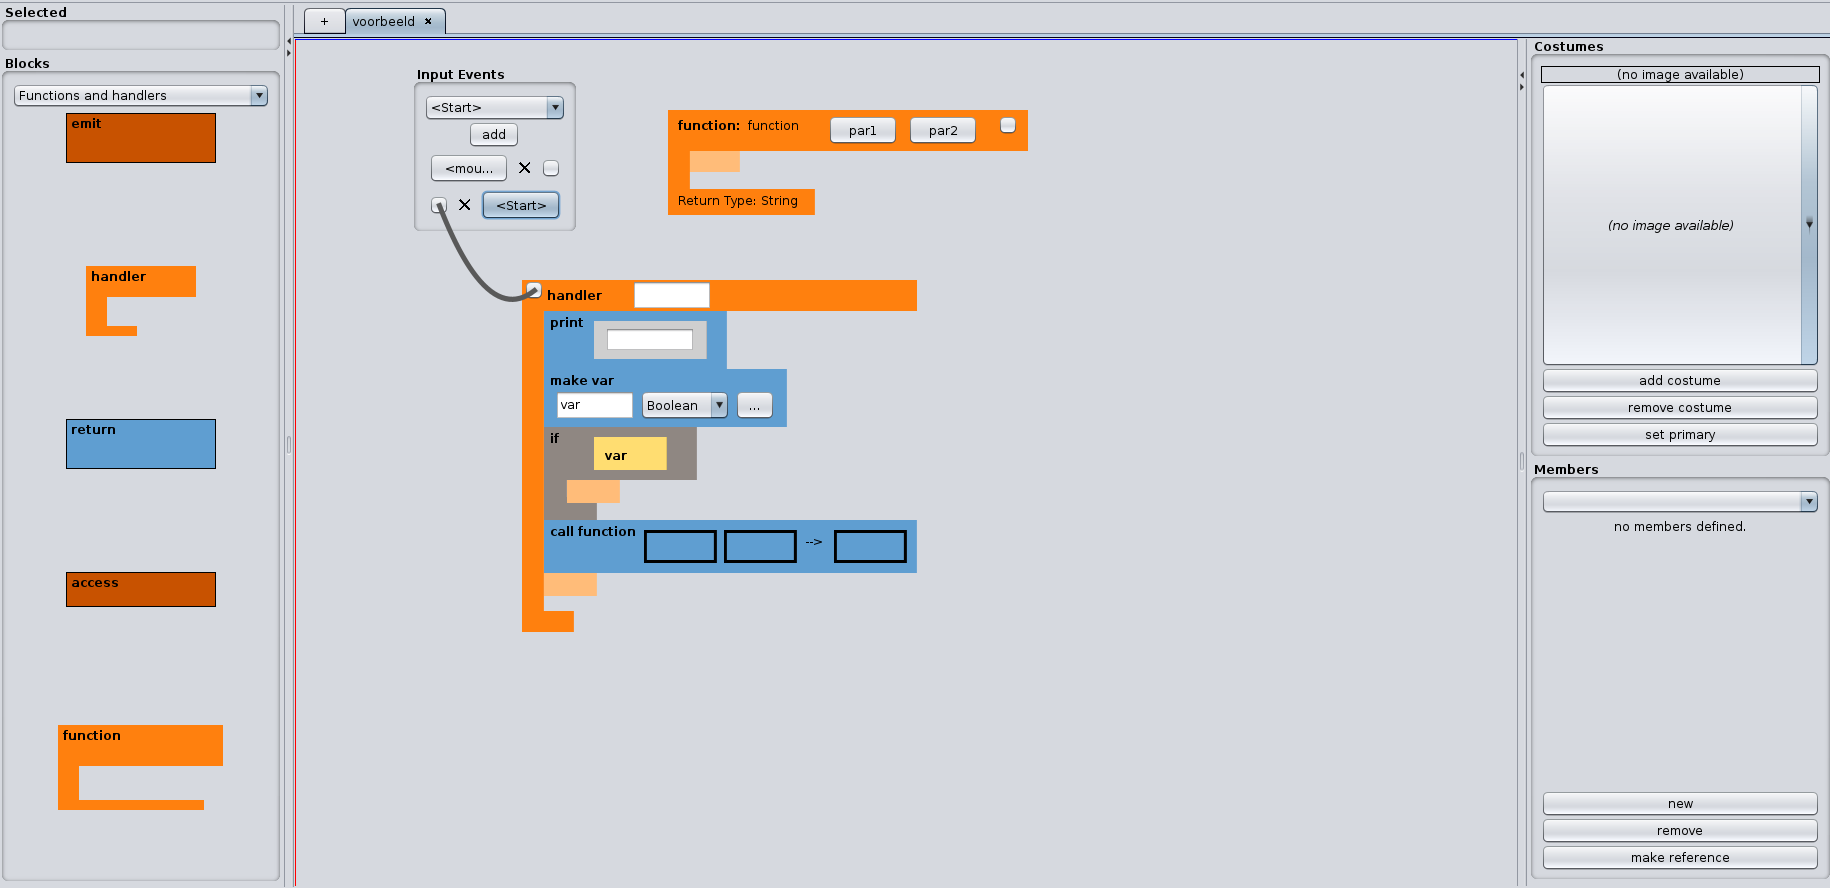 Selected
Blocks
Functions and handlers
emit
handler
return
access
function
+
voorbeeld ×
Input Events
<Start>
add
<mou...
<Start>
function: function par1 par2
Return Type: String
handler
print
make var
var Boolean ...
if
var
call function -->
Costumes
(no image available)
(no image available)
add costume
remove costume
set primary
Members
no members defined.
new
remove
make reference